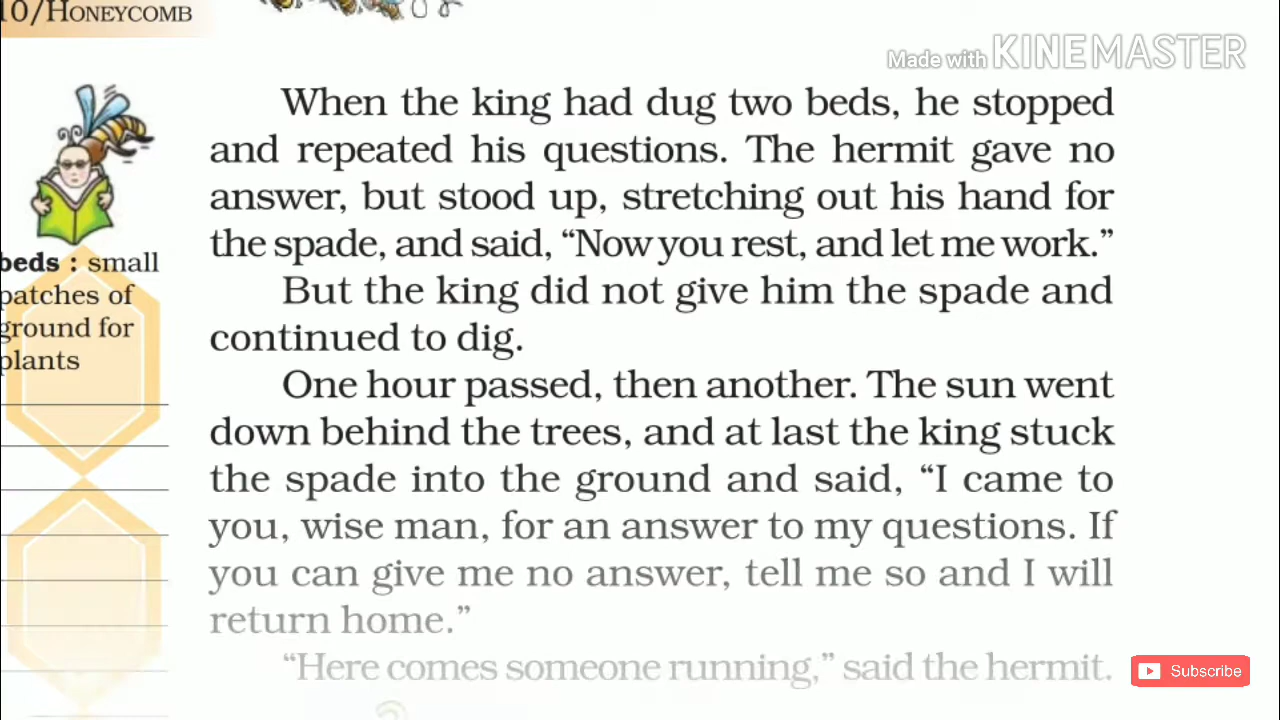 10/HONEYCOMB
Made with KINEMASTER
When the king had dug two beds, he stopped
and repeated his questions. The hermit gave no
answer, but stood up, stretching out his hand for
the spade, and said, “Now you rest, and let me work.”
But the king did not give him the spade and
continued to dig.
One hour passed, then another. The sun went
down behind the trees, and at last the king stuck
the spade into the ground and said, “I came to
you, wise man, for an answer to my questions. If
you can give me no answer, tell me so and I will
return home.”
“Here comes someone running,” said the hermit.
beds : small
patches of
ground for
plants
Subscribe